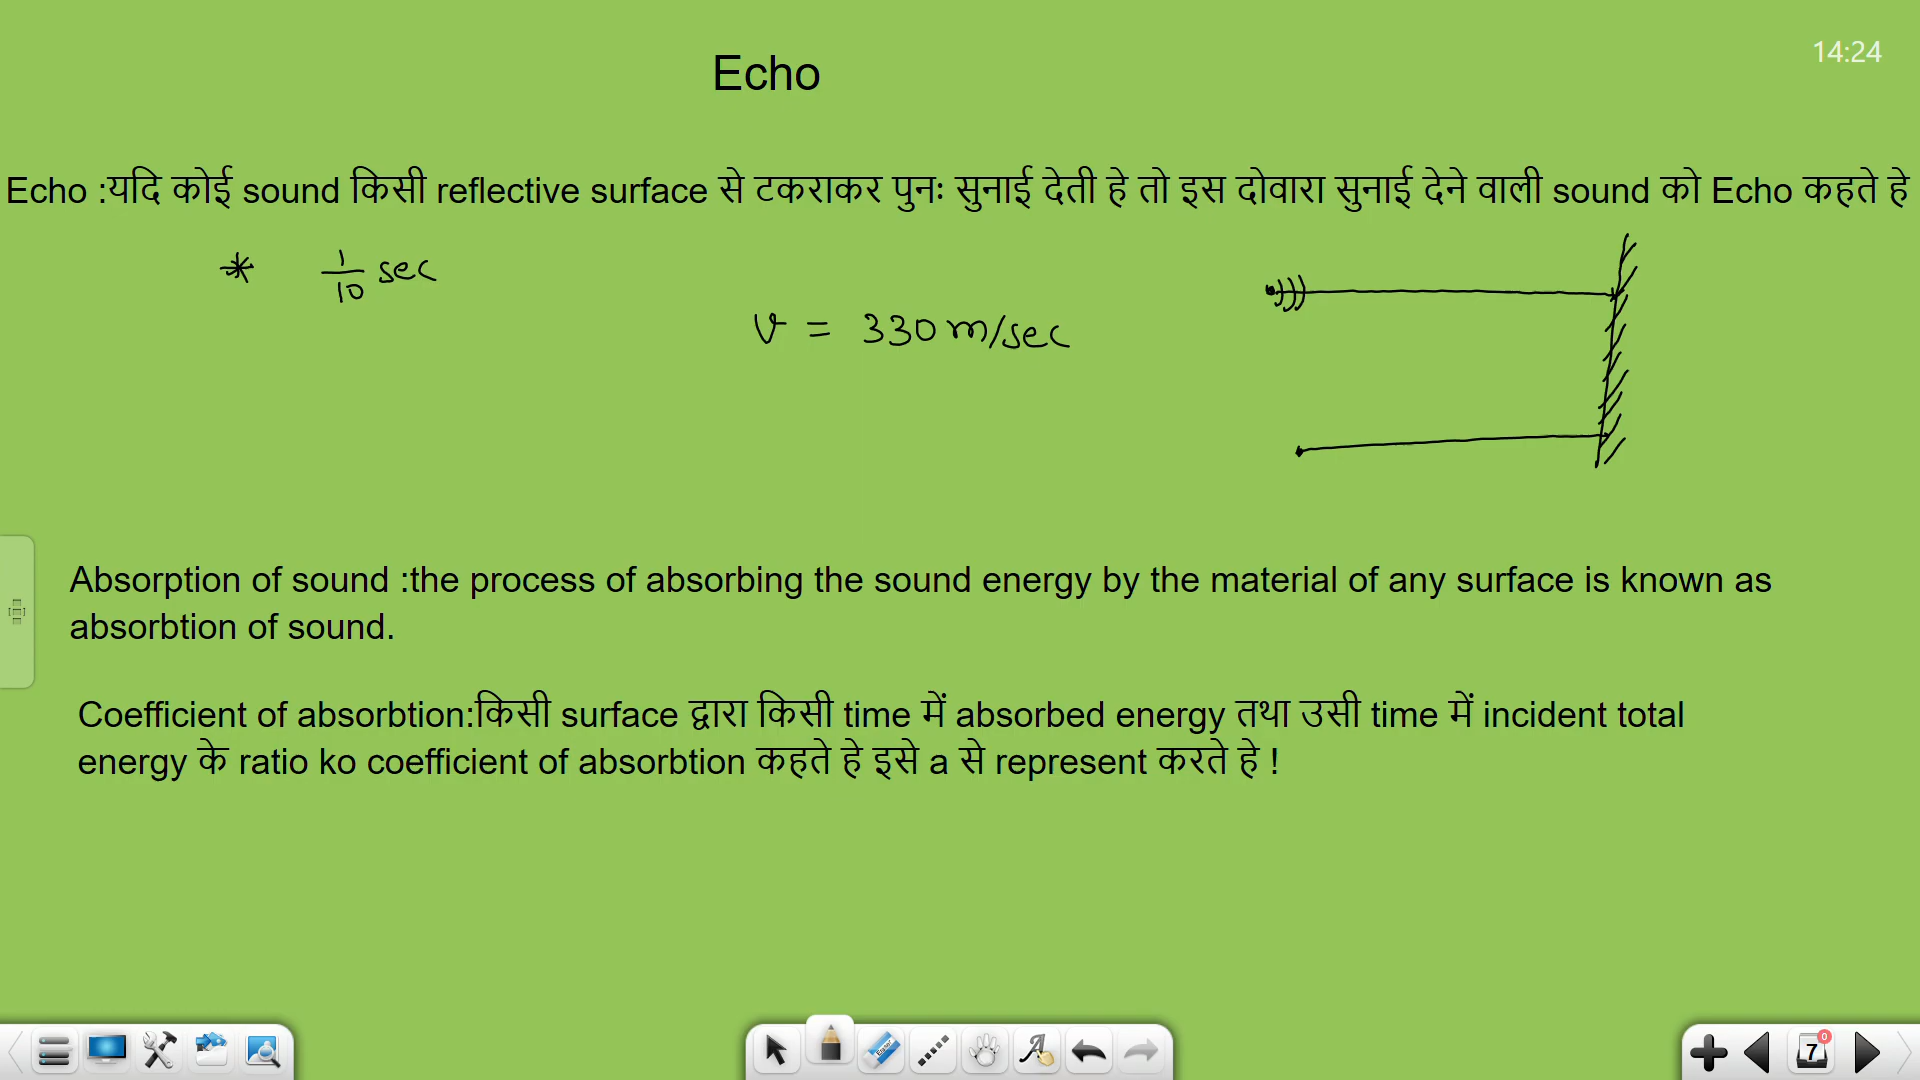 Echo
14:24
Echo :यदि कोई sound किसी reflective surface से टकराकर पुनः सुनाई देती हे तो इस दोवारा सुनाई देने वाली sound को Echo कहते हे
* 1/10 sec
v = 330 m/sec
Absorption of sound :the process of absorbing the sound energy by the material of any surface is known as
absorbtion of sound.
Coefficient of absorbtion:किसी surface द्वारा किसी time में absorbed energy तथा उसी time में incident total
energy के ratio ko coefficient of absorbtion कहते हे इसे a से represent करते हे !
7
0